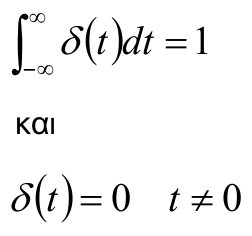 ∫_{-∞}^{∞} δ(t)dt = 1
και
δ(t) = 0  t ≠ 0